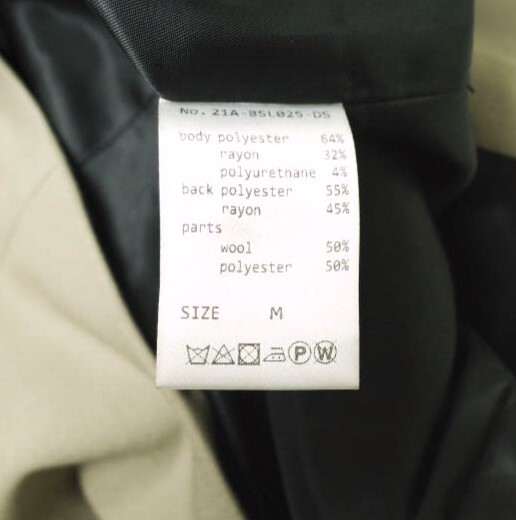 No. 21A-BSL025-DS
body polyester 64%
rayon 32%
polyurethane 4%
back polyester 55%
rayon 45%
parts
wool 50%
polyester 50%
SIZE M
P W